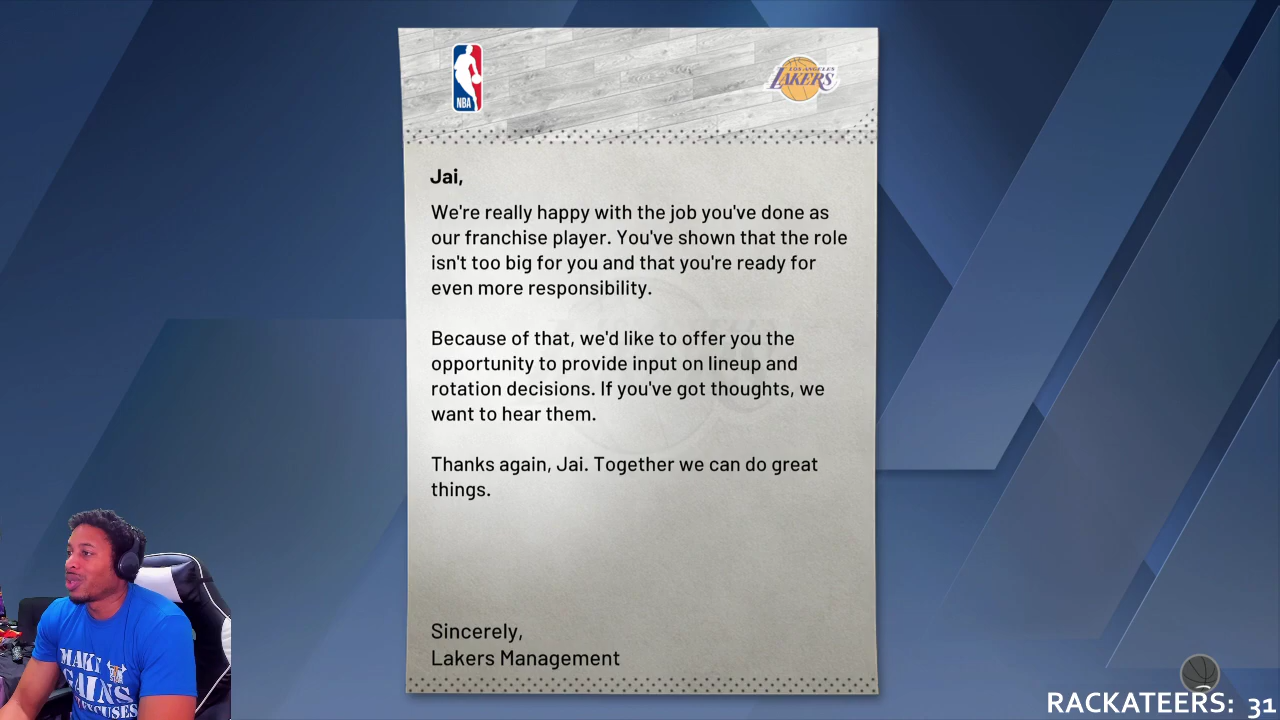 NBA
LOS ANGELES
LAKERS
Jai,
We're really happy with the job you've done as
our franchise player. You've shown that the role
isn't too big for you and that you're ready for
even more responsibility.
Because of that, we'd like to offer you the
opportunity to provide input on lineup and
rotation decisions. If you've got thoughts, we
want to hear them.
Thanks again, Jai. Together we can do great
things.
Sincerely,
Lakers Management
GAINS
RACKATEERS: 31